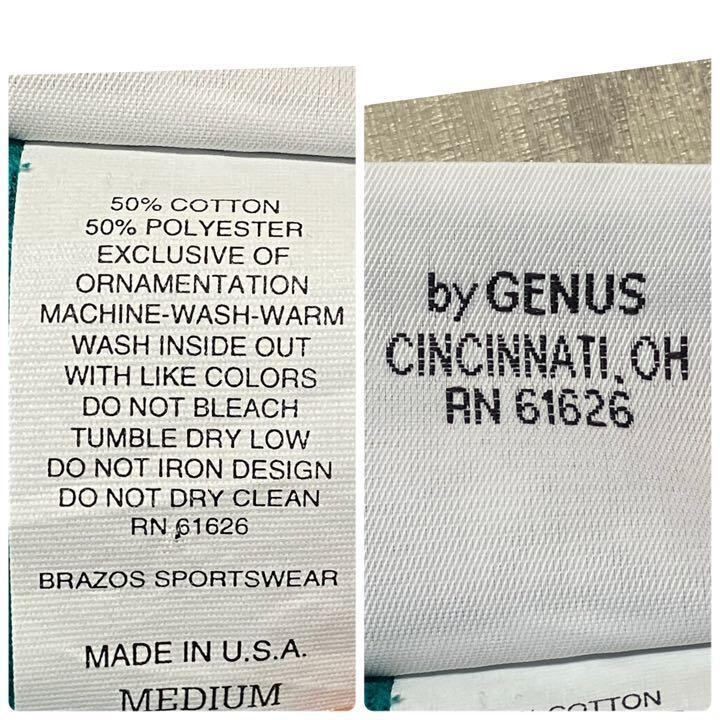 50% COTTON
50% POLYESTER
EXCLUSIVE OF
ORNAMENTATION
MACHINE-WASH-WARM
WASH INSIDE OUT
WITH LIKE COLORS
DO NOT BLEACH
TUMBLE DRY LOW
DO NOT IRON DESIGN
DO NOT DRY CLEAN
RN 61626
BRAZOS SPORTSWEAR
MADE IN U.S.A.
MEDIUM
by GENUS
CINCINNATI, OH
RN 61626
COTTON